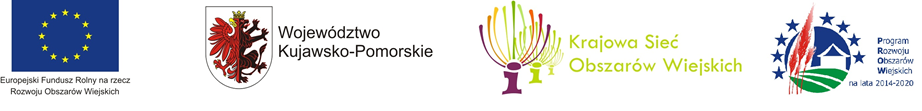 Europejski Fundusz Rolny na rzecz
Rozwoju Obszarów Wiejskich
Województwo
Kujawsko-Pomorskie
Krajowa Sieć
Obszarów Wiejskich
Program
Rozwoju
Obszarów
Wiejskich
na lata 2014-2020